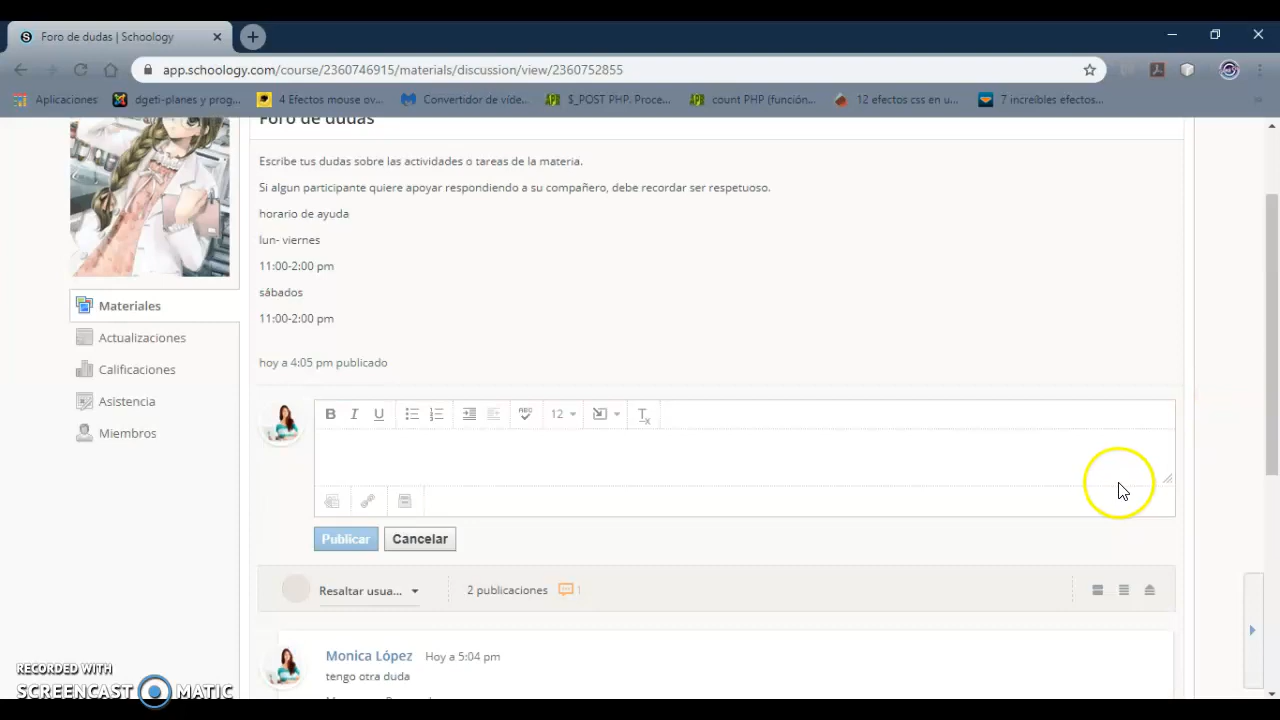 Foro de dudas | Schoology
app.schoology.com/course/2360746915/materials/discussion/view/2360752855
Aplicaciones
dgeti-planes y prog...
4 Efectos mouse ov...
Convertidor de víde...
$_POST PHP. Proce...
count PHP (función...
12 efectos css en u...
7 increíbles efectos...
Foro de dudas
Escribe tus dudas sobre las actividades o tareas de la materia.
Si algun participante quiere apoyar respondiendo a su compañero, debe recordar ser respetuoso.
horario de ayuda
lun- viernes
11:00-2:00 pm
sábados
11:00-2:00 pm
hoy a 4:05 pm publicado
Materiales
Actualizaciones
Calificaciones
Asistencia
Miembros
B I U ABC 12 Tx
Publicar Cancelar
Resaltar usua... 2 publicaciones 1
Monica López Hoy a 5:04 pm
tengo otra duda
RECORDED WITH
SCREENCAST MATIC